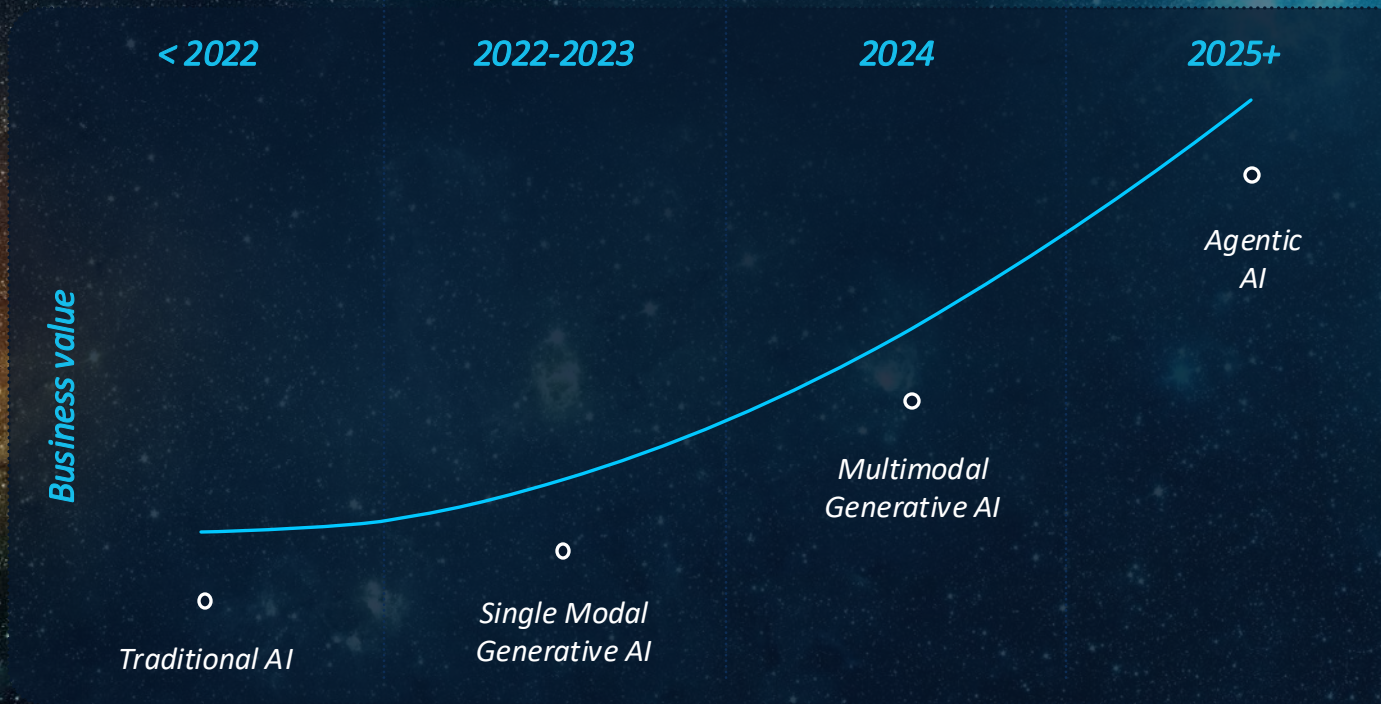 < 2022
2022-2023
2024
2025+
Business value
Traditional AI
Single Modal
Generative AI
Multimodal
Generative AI
Agentic
AI